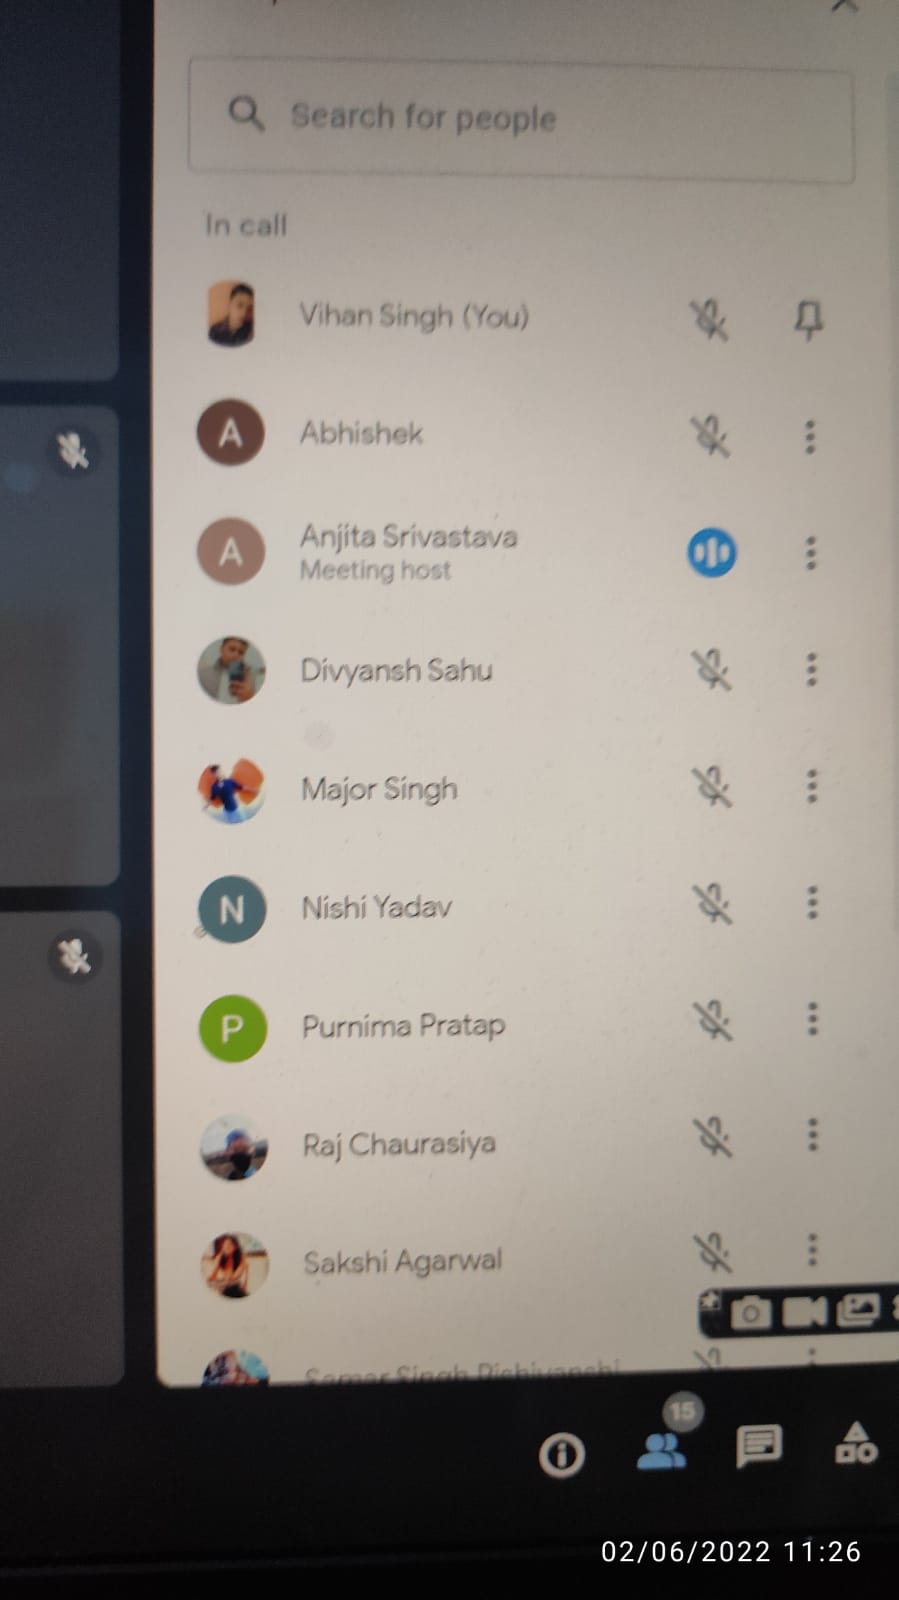 Search for people
In call
Vihan Singh (You)
A
Abhishek
A
Anjita Srivastava
Meeting host
Divyansh Sahu
Major Singh
N
Nishi Yadav
P
Purnima Pratap
Raj Chaurasiya
Sakshi Agarwal
Singh
15
02/06/2022 11:26